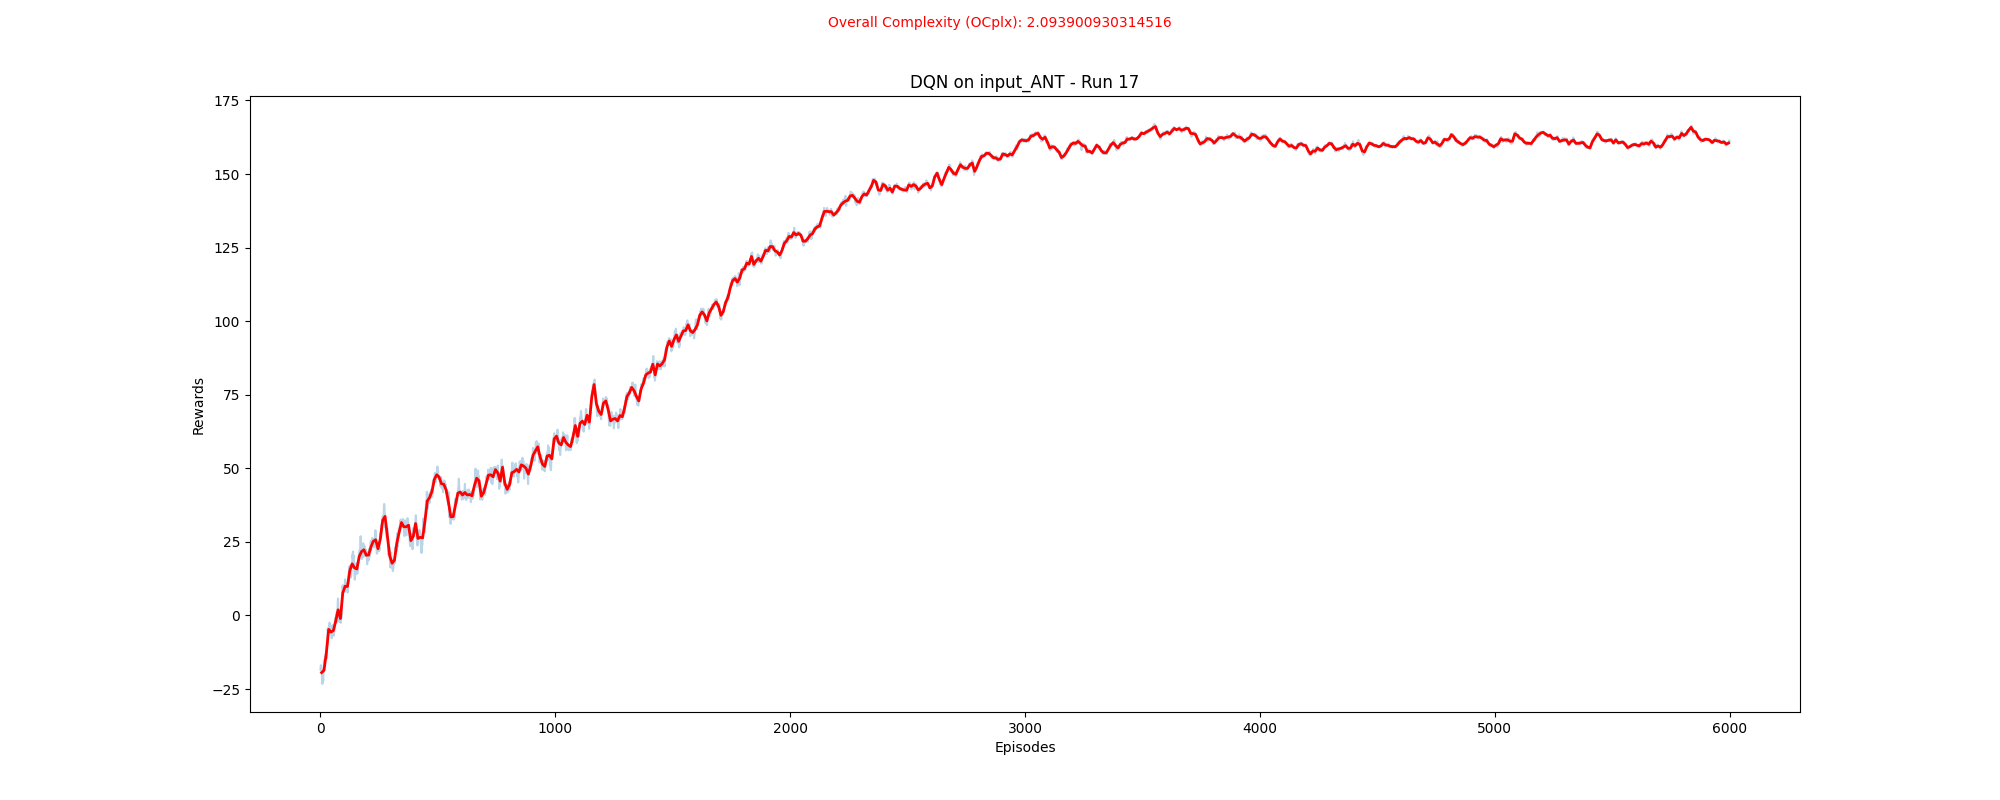 Overall Complexity (OCplx): 2.093900930314516
DQN on input_ANT - Run 17
175
150
125
100
75
50
25
0
−25
Rewards
0 1000 2000 3000 4000 5000 6000
Episodes